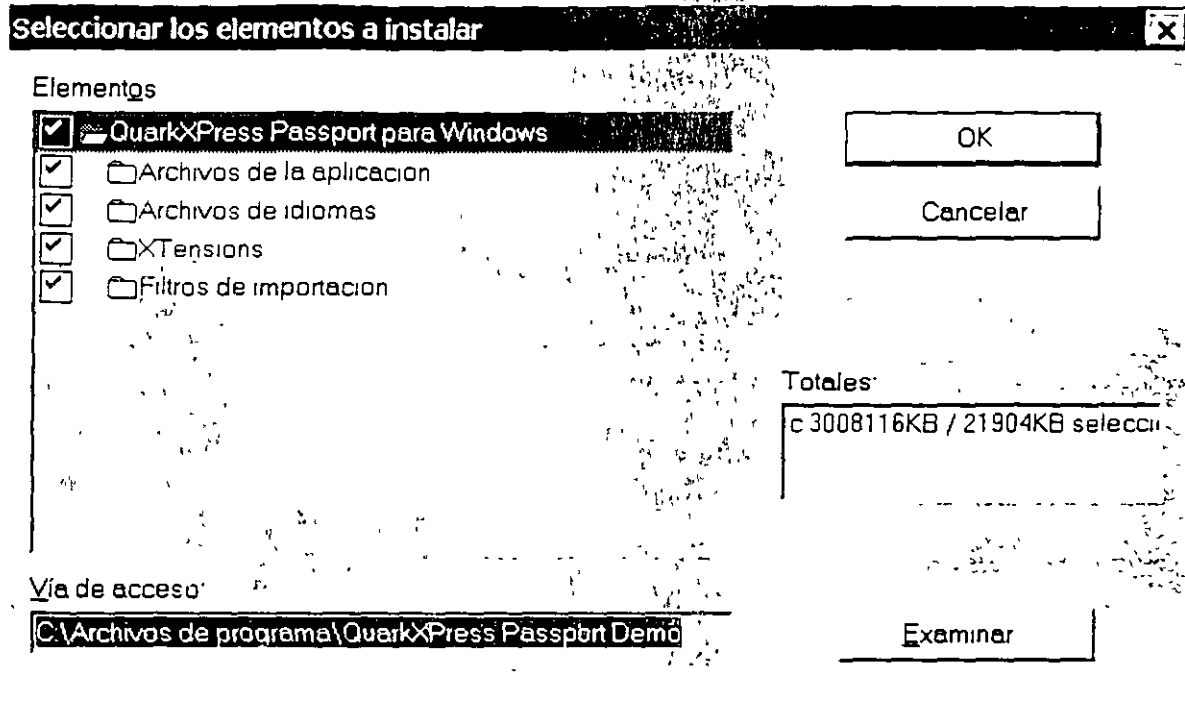 Seleccionar los elementos a instalar
Elementos
QuarkXPress Passport para Windows
Archivos de la aplicacion
Archivos de idiomas
XTensions
Filtros de importacion
OK
Cancelar
Totales:
c 3008116KB / 21904KB selecci
Vía de acceso:
C:\Archivos de programa\QuarkXPress Passport Demo
Examinar